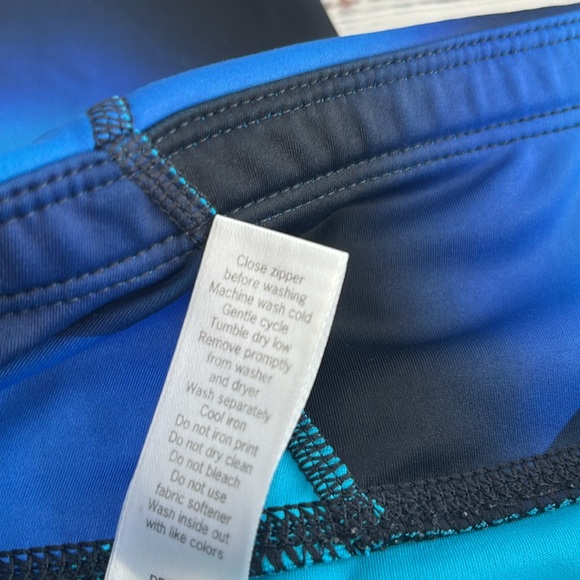 Close zipper
before washing
Machine wash cold
Gentle cycle
Tumble dry low
Remove promptly
from washer
and dryer
Wash separately
Cool iron
Do not iron print
Do not dry clean
Do not bleach
Do not use
fabric softener
Wash inside out
with like colors